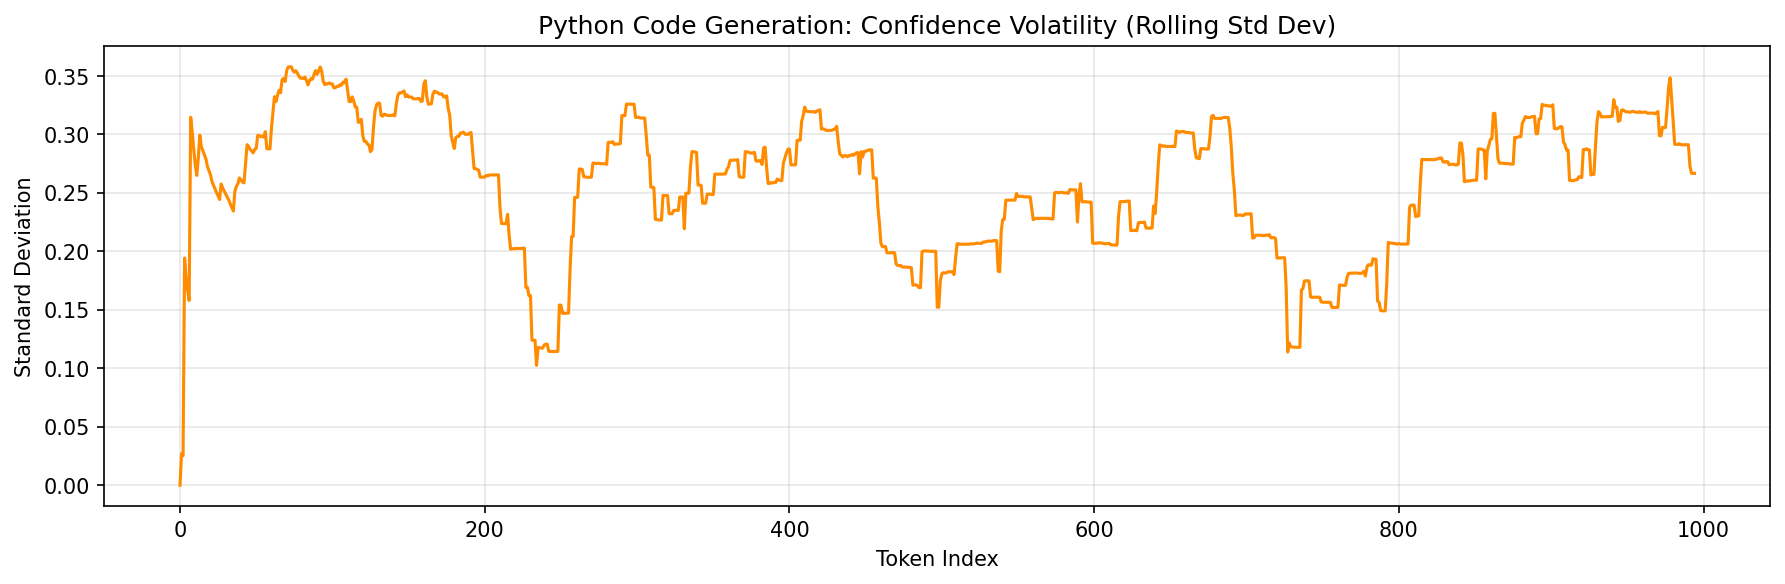 Python Code Generation: Confidence Volatility (Rolling Std Dev)
Standard Deviation
0.35
0.30
0.25
0.20
0.15
0.10
0.05
0.00
0 200 400 600 800 1000
Token Index